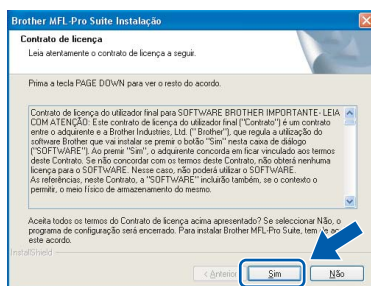 Brother MFL-Pro Suite Instalação
Contrato de licença
Leia atentamente o contrato de licença a seguir.
Prima a tecla PAGE DOWN para ver o resto do acordo.
Contrato de licença do utilizador final para SOFTWARE BROTHER IMPORTANTE- LEIA
COM ATENÇÃO: Este contrato de licença do utilizador final ("Contrato") é um contrato
entre o adquirente e a Brother Industries, Ltd. (" Brother"), que regula a utilização do
software Brother que vai instalar se premir o botão "Sim" nesta caixa de diálogo
("SOFTWARE"). Ao premir "Sim", o adquirente concorda em ficar vinculado aos termos
deste Contrato. Se não concordar com os termos deste Contrato, não obterá nenhuma
licença para o SOFTWARE. Nesse caso, não poderá utilizar o SOFTWARE.
As referências, neste Contrato, a "SOFTWARE" incluirão também, se o contexto o
permitir, o meio físico de armazenamento do mesmo.
Aceita todos os termos do Contrato de licença acima apresentado? Se seleccionar Não, o
programa de configuração será encerrado. Para instalar Brother MFL-Pro Suite, tem de
este acordo.
InstallShield
< Anterior Sim Não